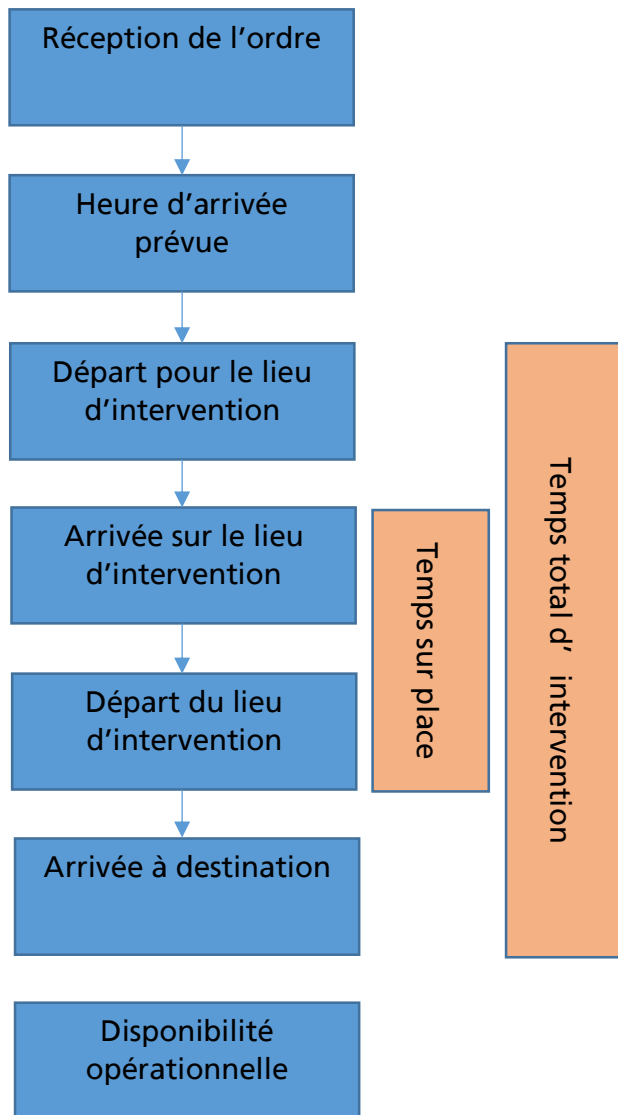 Réception de l’ordre
Heure d’arrivée
prévue
Départ pour le lieu
d’intervention
Arrivée sur le lieu
d’intervention
Départ du lieu
d’intervention
Arrivée à destination
Disponibilité
opérationnelle
Temps sur place
Temps total d’ intervention